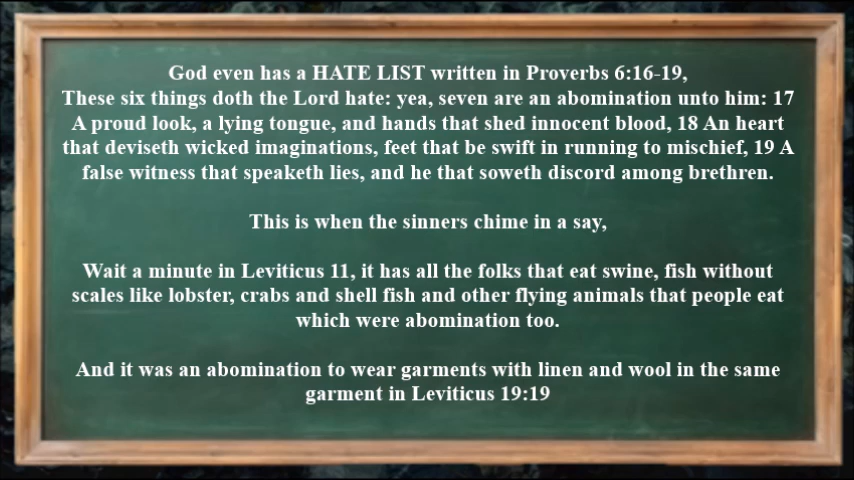 God even has a HATE LIST written in Proverbs 6:16-19,
These six things doth the Lord hate: yea, seven are an abomination unto him: 17
A proud look, a lying tongue, and hands that shed innocent blood, 18 An heart
that deviseth wicked imaginations, feet that be swift in running to mischief, 19 A
false witness that speaketh lies, and he that soweth discord among brethren.
This is when the sinners chime in a say,
Wait a minute in Leviticus 11, it has all the folks that eat swine, fish without
scales like lobster, crabs and shell fish and other flying animals that people eat
which were abomination too.
And it was an abomination to wear garments with linen and wool in the same
garment in Leviticus 19:19